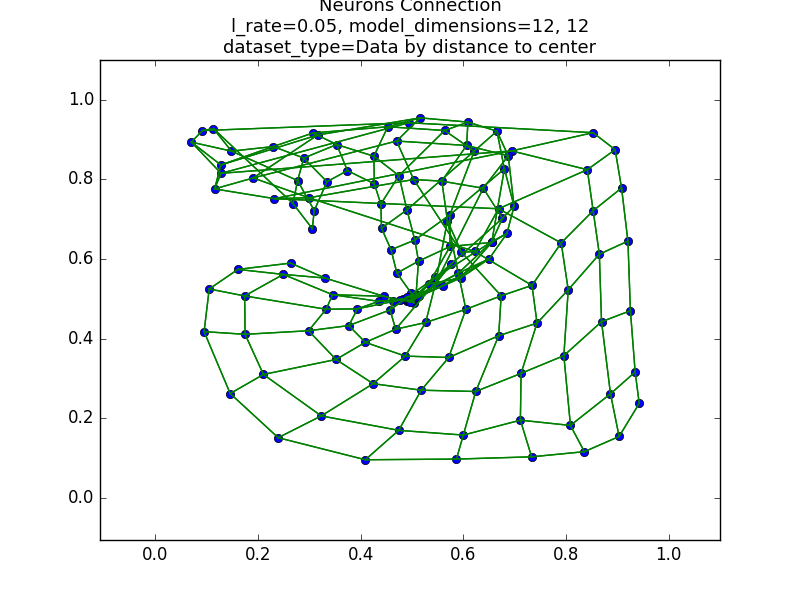 Neurons Connection
l_rate=0.05, model_dimensions=12, 12
dataset_type=Data by distance to center
1.0
0.8
0.6
0.4
0.2
0.0
0.0 0.2 0.4 0.6 0.8 1.0